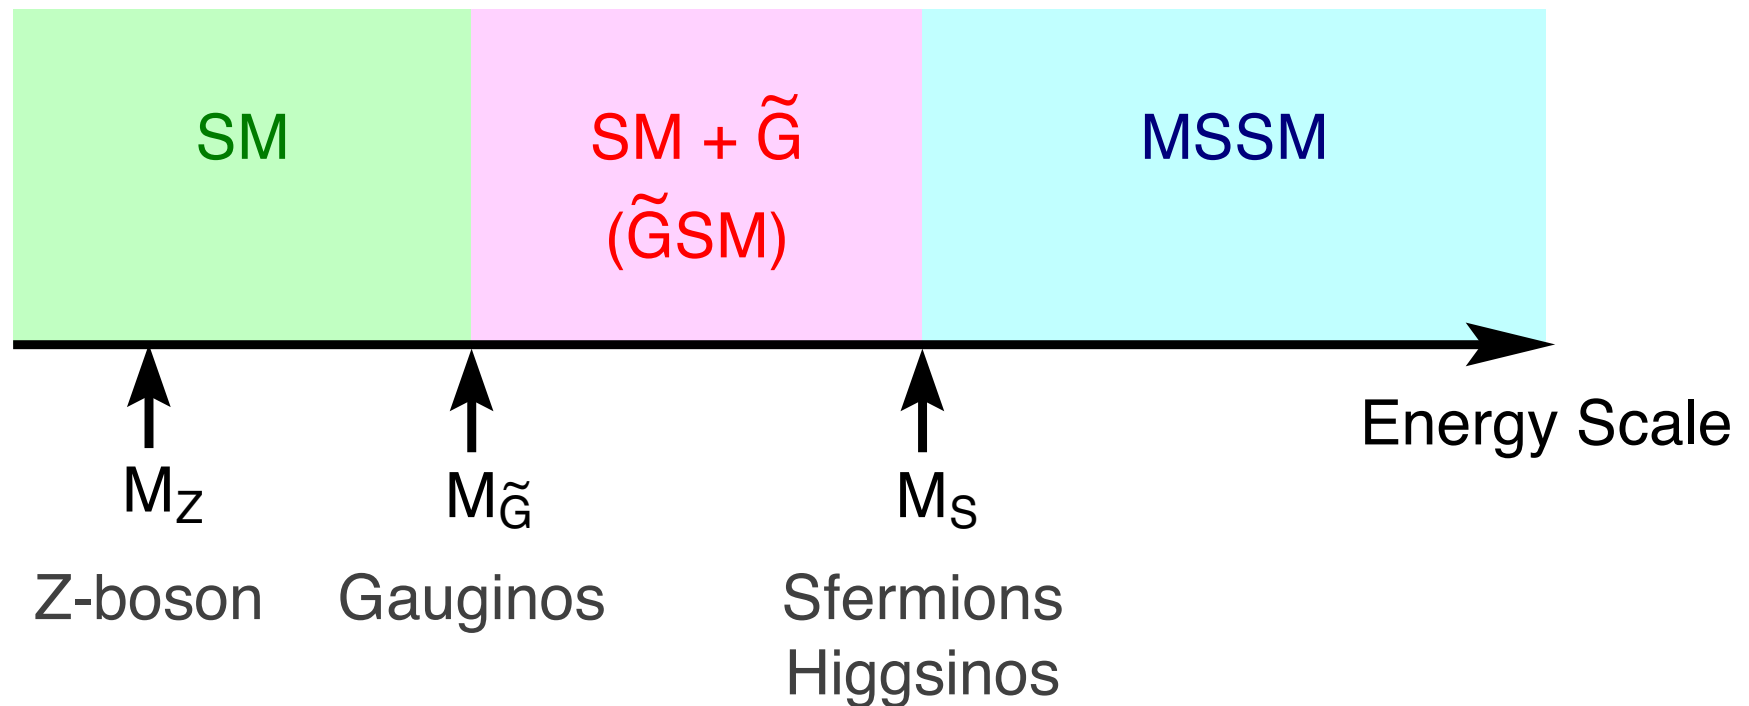 SM
SM + G̃
(G̃SM)
MSSM
Energy Scale
M_Z
M_G̃
M_S
Z-boson
Gauginos
Sfermions
Higgsinos